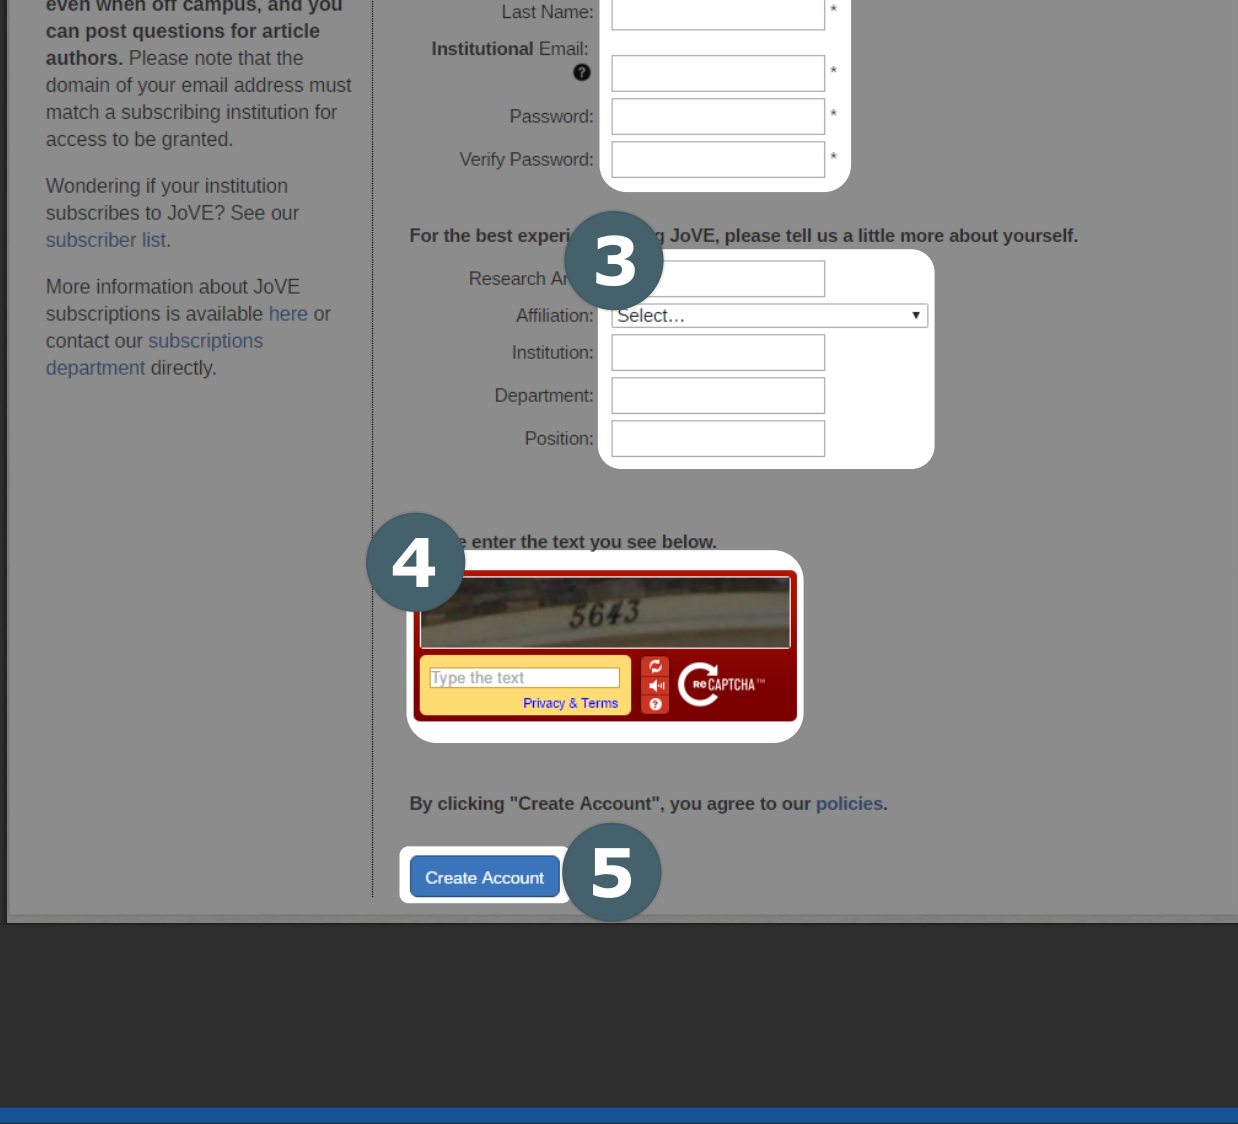 even when off campus, and you
can post questions for article
authors. Please note that the
domain of your email address must
match a subscribing institution for
access to be granted.
Wondering if your institution
subscribes to JoVE? See our
subscriber list.
More information about JoVE
subscriptions is available here or
contact our subscriptions
department directly.
Last Name: *
Institutional Email:
? *
Password: *
Verify Password: *
For the best experi g JoVE, please tell us a little more about yourself.
3
Research Ar
Affiliation: Select...
Institution:
Department:
Position:
4
e enter the text you see below.
5643
Type the text
Privacy & Terms
?
reCAPTCHA™
By clicking "Create Account", you agree to our policies.
Create Account
5